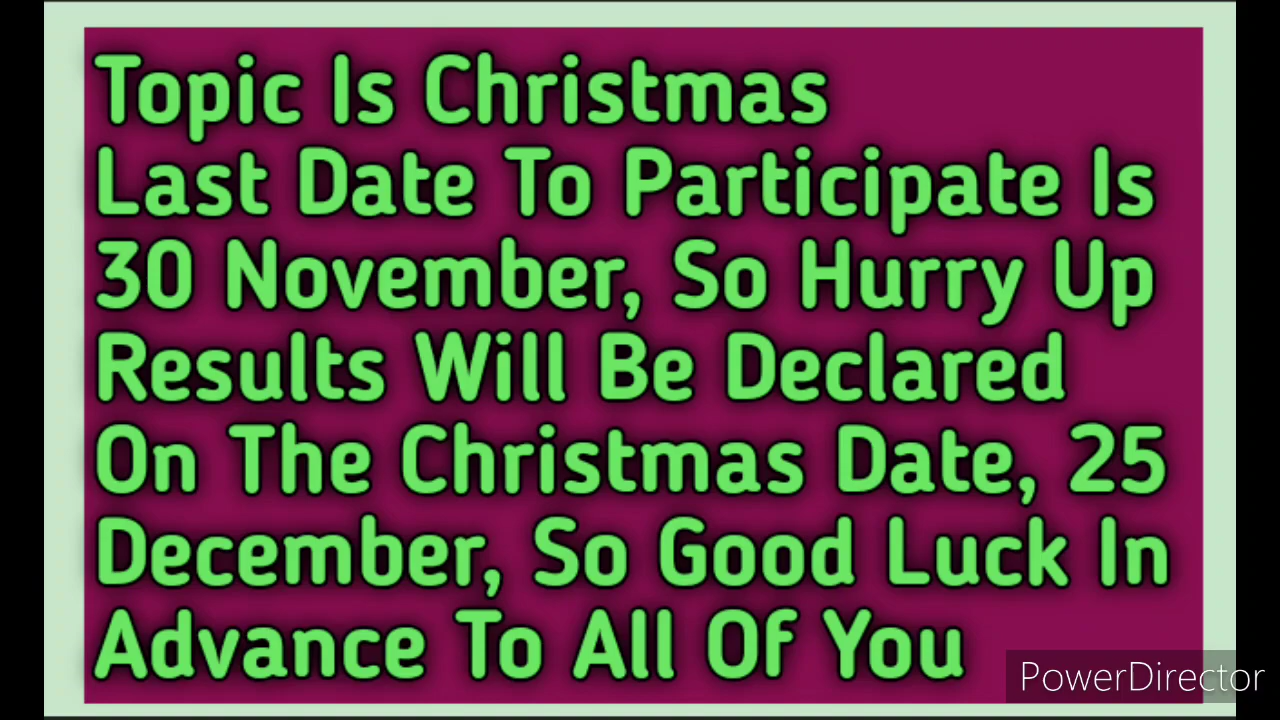 Topic Is Christmas
Last Date To Participate Is
30 November, So Hurry Up
Results Will Be Declared
On The Christmas Date, 25
December, So Good Luck In
Advance To All Of You
PowerDirector